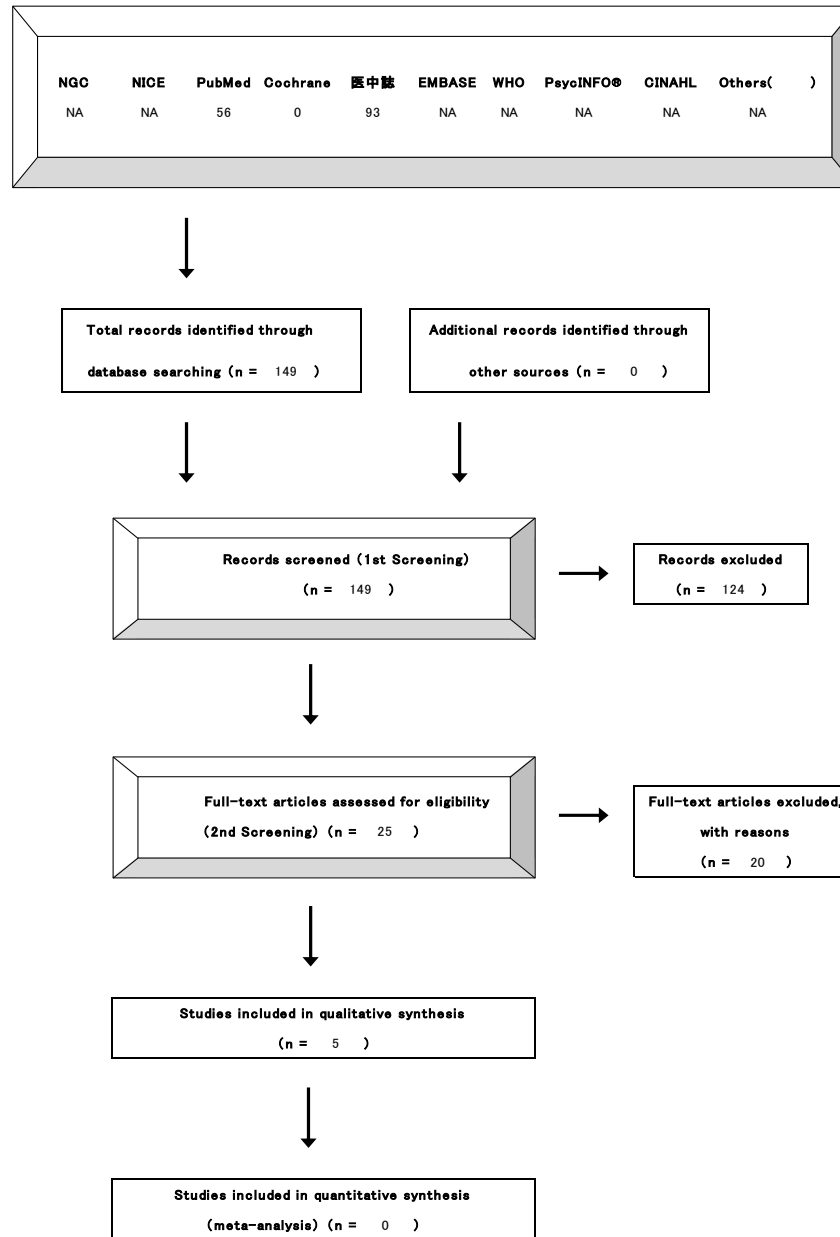 NGC NICE PubMed Cochrane 医中誌 EMBASE WHO PsycINFO® CINAHL Others( )
NA NA 56 0 93 NA NA NA NA NA
Total records identified through
database searching (n = 149 )
Additional records identified through
other sources (n = 0 )
Records screened (1st Screening)
(n = 149 )
Records excluded
(n = 124 )
Full-text articles assessed for eligibility
(2nd Screening) (n = 25 )
Full-text articles excluded,
with reasons
(n = 20 )
Studies included in qualitative synthesis
(n = 5 )
Studies included in quantitative synthesis
(meta-analysis) (n = 0 )